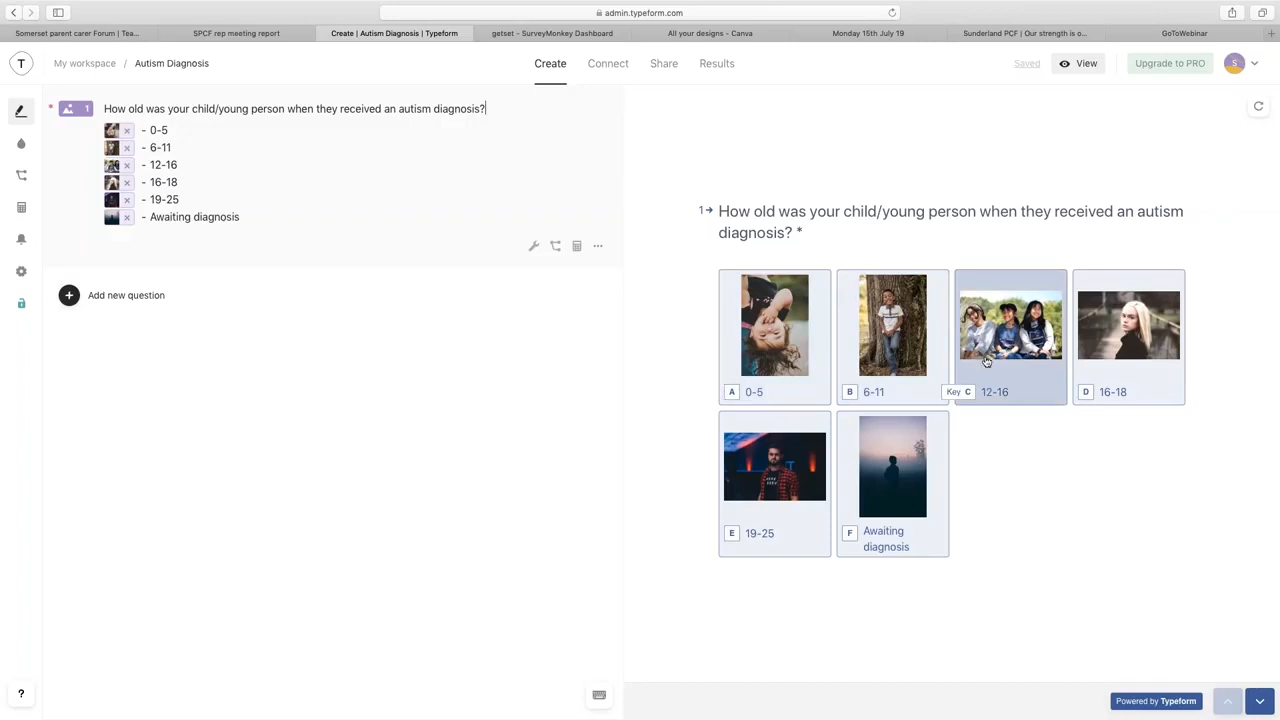 admin.typeform.com
Somerset parent carer Forum | Tea...
SPCF rep meeting report
Create | Autism Diagnosis | Typeform
getset - SurveyMonkey Dashboard
All your designs - Canva
Monday 15th July 19
Sunderland PCF | Our strength is o...
GoToWebinar
T
My workspace / Autism Diagnosis
Create
Connect
Share
Results
Saved
View
Upgrade to PRO
S
1 How old was your child/young person when they received an autism diagnosis?
- 0-5
- 6-11
- 12-16
- 16-18
- 19-25
- Awaiting diagnosis
Add new question
1 How old was your child/young person when they received an autism
diagnosis? *
A 0-5
B 6-11
Key C 12-16
D 16-18
E 19-25
F Awaiting
diagnosis
?
Powered by Typeform